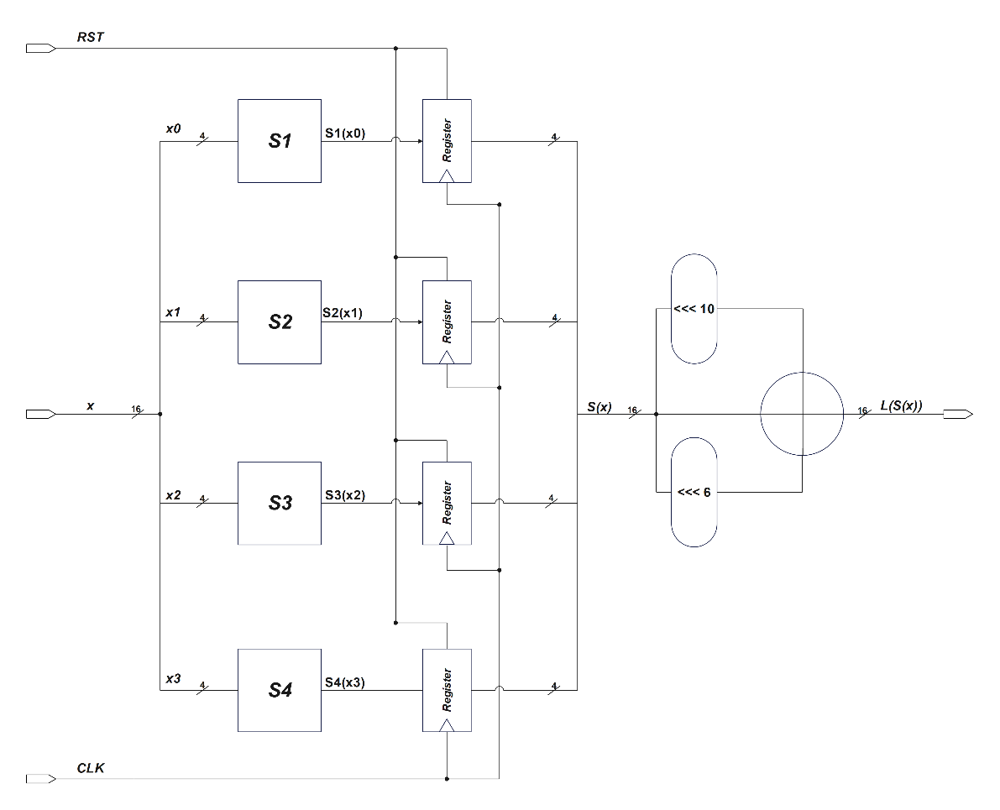 RST
x0
4
S1
S1(x0)
Register
4
x1
4
S2
S2(x1)
Register
4
<<< 10
x
16
S(x)
16
16
L(S(x))
x2
4
S3
S3(x2)
Register
4
<<< 6
x3
4
S4
S4(x3)
Register
4
CLK